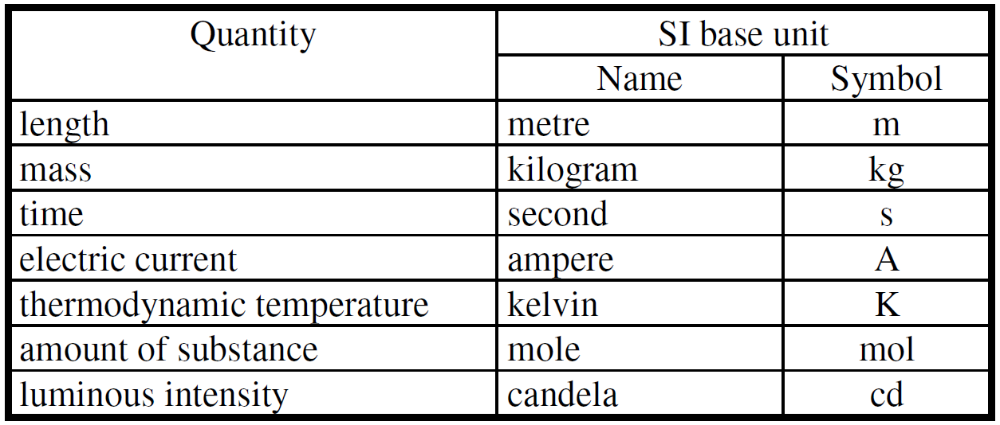 Quantity SI base unit
Name Symbol
length metre m
mass kilogram kg
time second s
electric current ampere A
thermodynamic temperature kelvin K
amount of substance mole mol
luminous intensity candela cd